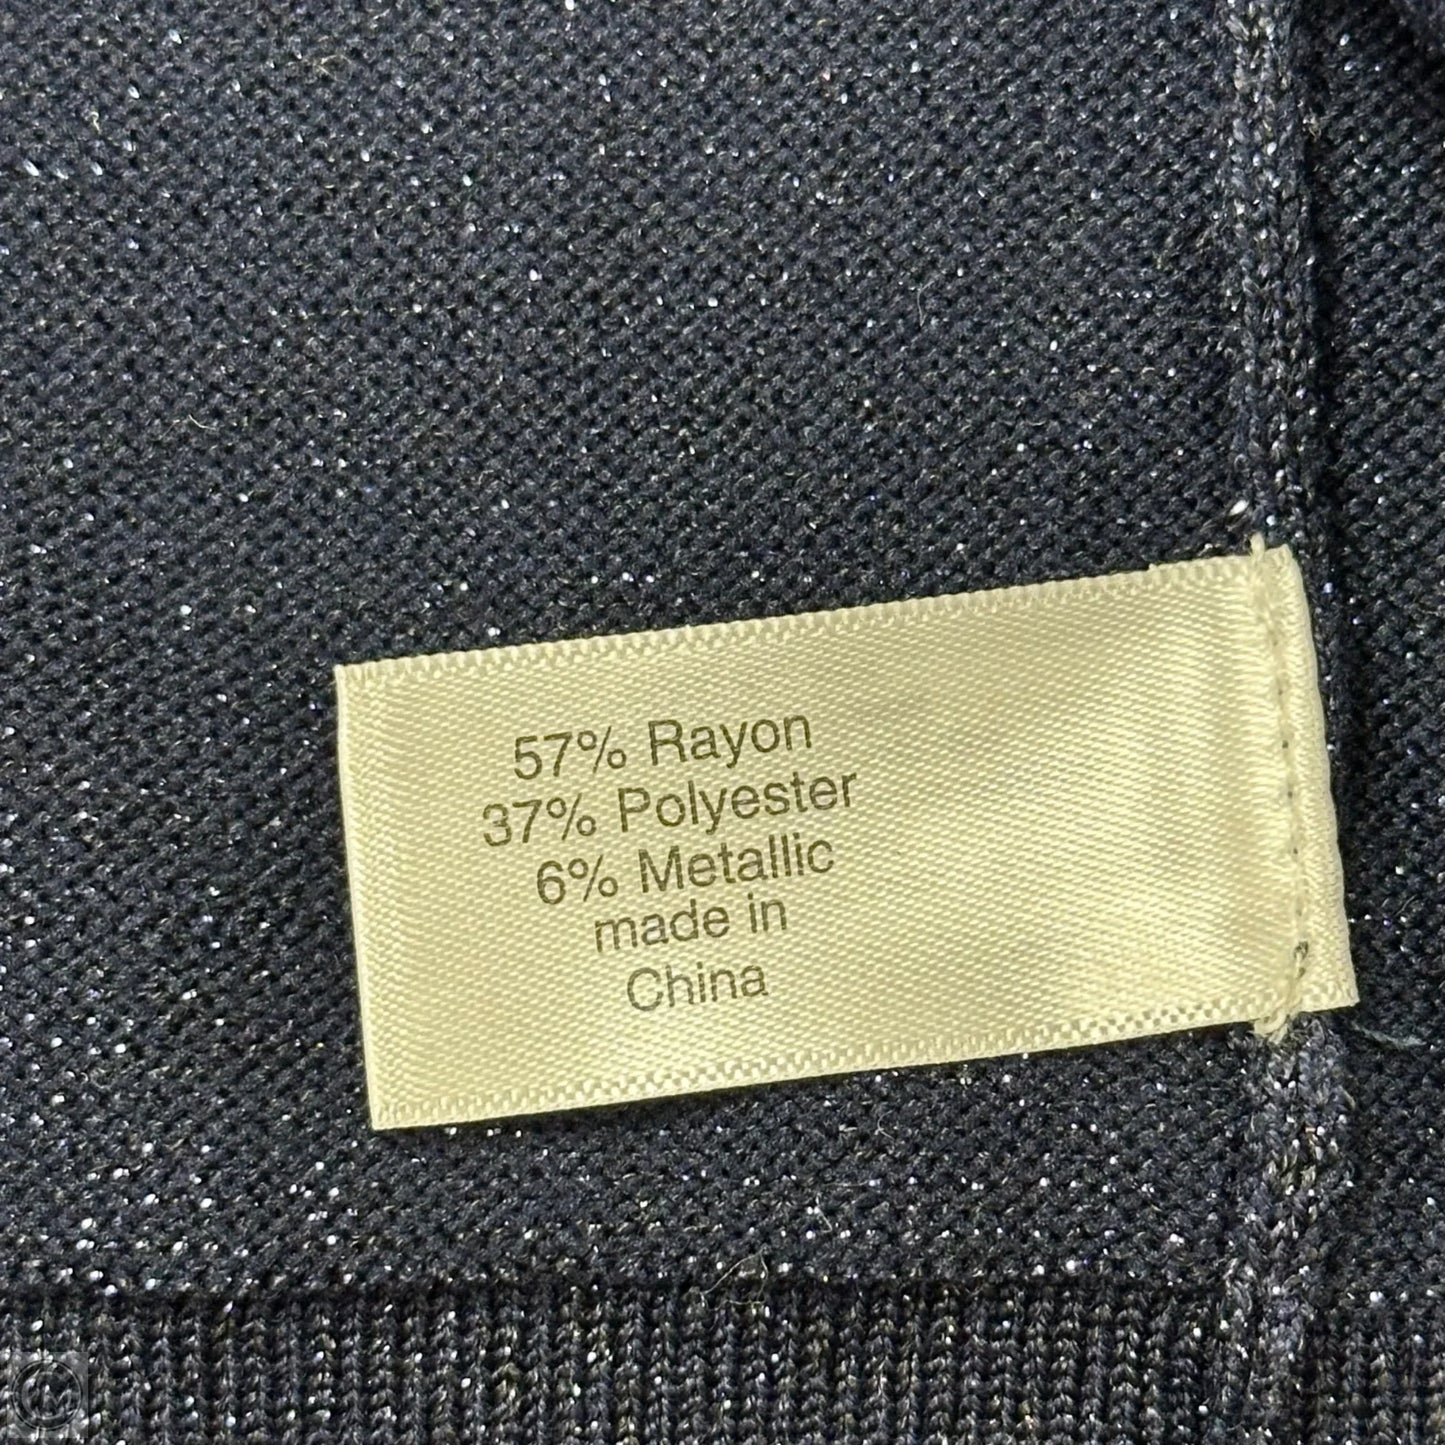 57% Rayon
37% Polyester
6% Metallic
made in
China